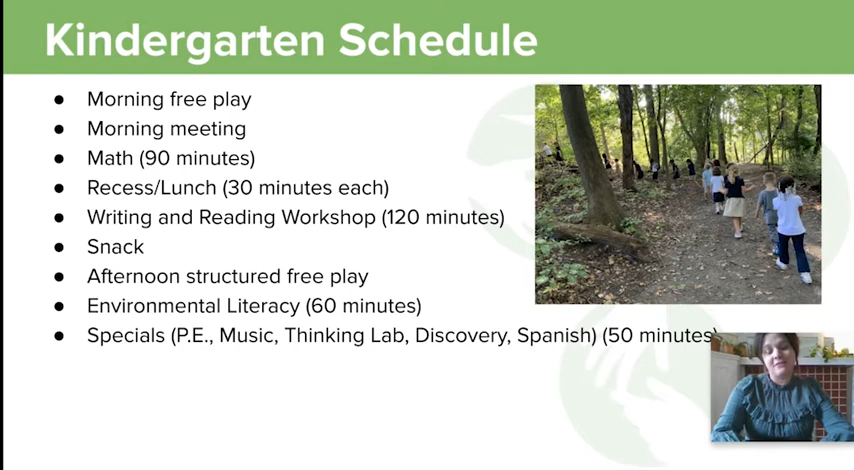 Kindergarten Schedule
● Morning free play
● Morning meeting
● Math (90 minutes)
● Recess/Lunch (30 minutes each)
● Writing and Reading Workshop (120 minutes)
● Snack
● Afternoon structured free play
● Environmental Literacy (60 minutes)
● Specials (P.E., Music, Thinking Lab, Discovery, Spanish) (50 minutes)